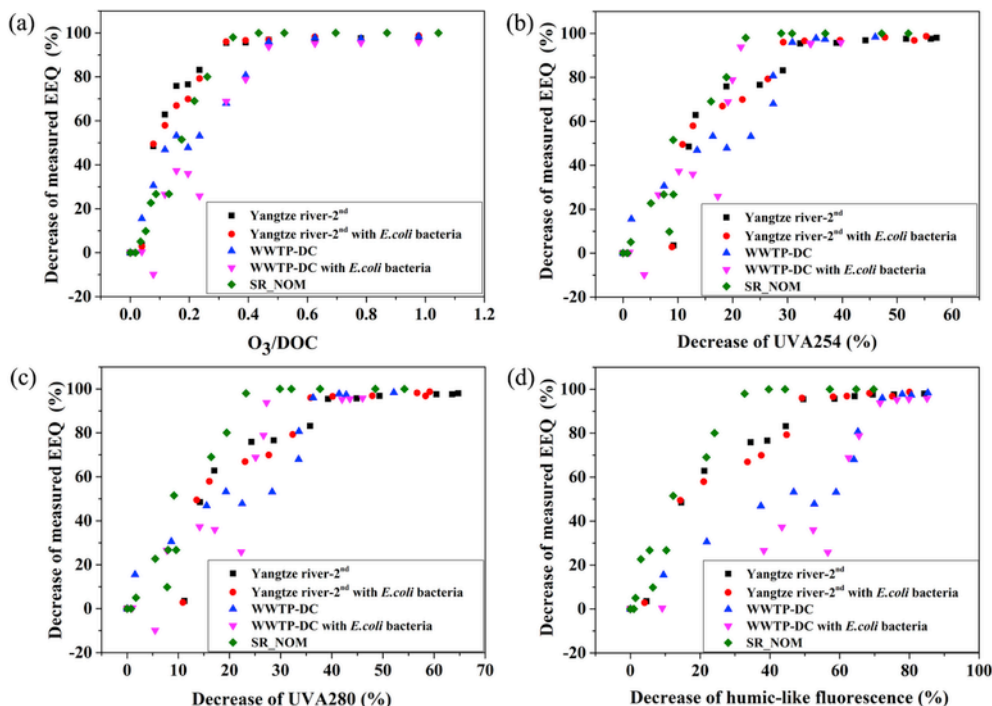 (a)
Decrease of measured EEQ (%)
100
80
60
40
20
0
-20
Yangtze river-2nd
Yangtze river-2nd with E.coli bacteria
WWTP-DC
WWTP-DC with E.coli bacteria
SR_NOM
0.0 0.2 0.4 0.6 0.8 1.0 1.2
O3/DOC
(b)
Decrease of measured EEQ (%)
100
80
60
40
20
0
-20
Yangtze river-2nd
Yangtze river-2nd with E.coli bacteria
WWTP-DC
WWTP-DC with E.coli bacteria
SR_NOM
0 10 20 30 40 50 60
Decrease of UVA254 (%)
(c)
Decrease of measured EEQ (%)
100
80
60
40
20
0
-20
Yangtze river-2nd
Yangtze river-2nd with E.coli bacteria
WWTP-DC
WWTP-DC with E.coli bacteria
SR_NOM
0 10 20 30 40 50 60 70
Decrease of UVA280 (%)
(d)
Decrease of measured EEQ (%)
100
80
60
40
20
0
-20
Yangtze river-2nd
Yangtze river-2nd with E.coli bacteria
WWTP-DC
WWTP-DC with E.coli bacteria
SR_NOM
0 20 40 60 80 100
Decrease of humic-like fluorescence (%)